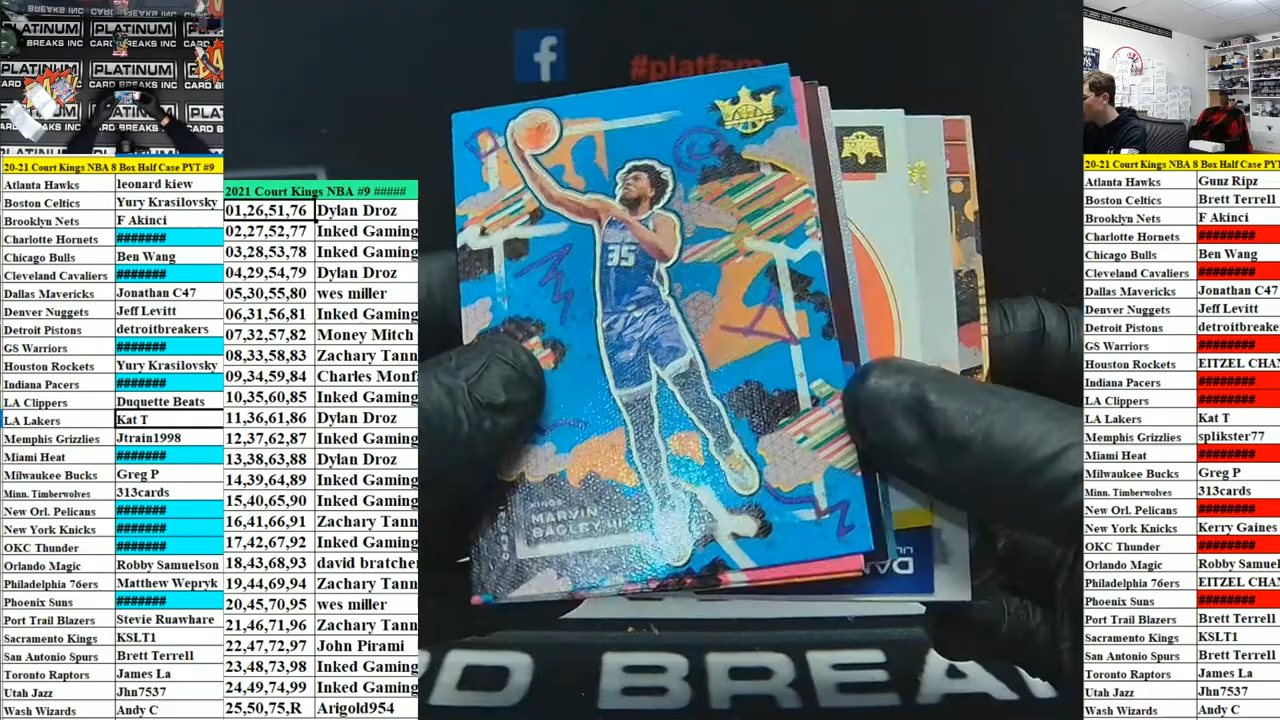 PLATINUM PLATINUM
BREAKS INC CARD BREAKS INC
PLATINUM
20-21 Court Kings NBA 8 Box Half Case PYT #9
Atlanta Hawks leonard kiew
Boston Celtics Yury Krasilovsky
Brooklyn Nets F Akinci
Charlotte Hornets #######
Chicago Bulls Ben Wang
Cleveland Cavaliers #######
Dallas Mavericks Jonathan C47
Denver Nuggets Jeff Levitt
Detroit Pistons detroitbreakers
GS Warriors #######
Houston Rockets Yury Krasilovsky
Indiana Pacers #######
LA Clippers Duquette Beats
LA Lakers Kat T
Memphis Grizzlies Jtrain1998
Miami Heat #######
Milwaukee Bucks Greg P
Minn. Timberwolves 313cards
New Orl. Pelicans #######
New York Knicks #######
OKC Thunder #######
Orlando Magic Robby Samuelson
Philadelphia 76ers Matthew Wepryk
Phoenix Suns #######
Port Trail Blazers Stevie Ruawhare
Sacramento Kings KSLT1
San Antonio Spurs Brett Terrell
Toronto Raptors James La
Utah Jazz Jhn7537
Wash Wizards Andy C
2021 Court Kings NBA #9 #####
01,26,51,76 Dylan Droz
02,27,52,77 Inked Gaming
03,28,53,78 Inked Gaming
04,29,54,79 Dylan Droz
05,30,55,80 wes miller
06,31,56,81 Inked Gaming
07,32,57,82 Money Mitch
08,33,58,83 Zachary Tann
09,34,59,84 Charles Monf
10,35,60,85 Inked Gaming
11,36,61,86 Dylan Droz
12,37,62,87 Inked Gaming
13,38,63,88 Dylan Droz
14,39,64,89 Inked Gaming
15,40,65,90 Inked Gaming
16,41,66,91 Zachary Tann
17,42,67,92 Inked Gaming
18,43,68,93 david bratche
19,44,69,94 Zachary Tann
20,45,70,95 wes miller
21,46,71,96 Zachary Tann
22,47,72,97 John Pirami
23,48,73,98 Inked Gaming
24,49,74,99 Inked Gaming
25,50,75,R Arigold954
f #platfam
35
D BREA
20-21 Court Kings NBA 8 Box Half Case PYT
Atlanta Hawks Gunz Ripz
Boston Celtics Brett Terrell
Brooklyn Nets F Akinci
Charlotte Hornets ########
Chicago Bulls Ben Wang
Cleveland Cavaliers ########
Dallas Mavericks Jonathan C47
Denver Nuggets Jeff Levitt
Detroit Pistons detroitbreake
GS Warriors ########
Houston Rockets EITZEL CHAN
Indiana Pacers ########
LA Clippers ########
LA Lakers Kat T
Memphis Grizzlies splikster77
Miami Heat ########
Milwaukee Bucks Greg P
Minn. Timberwolves 313cards
New Orl. Pelicans ########
New York Knicks Kerry Gaines
OKC Thunder ########
Orlando Magic Robby Samuel
Philadelphia 76ers EITZEL CHAN
Phoenix Suns ########
Port Trail Blazers Brett Terrell
Sacramento Kings KSLT1
San Antonio Spurs Brett Terrell
Toronto Raptors James La
Utah Jazz Jhn7537
Wash Wizards Andy C